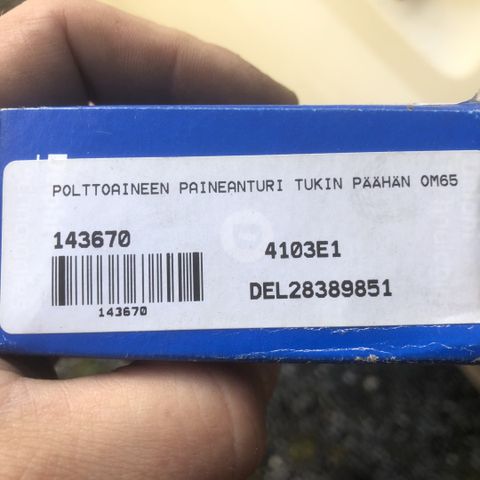 POLTTOAINEEN PAINEANTURI TUKIN PÄÄHÄN OM65
143670
4103E1
DEL28389851
143670